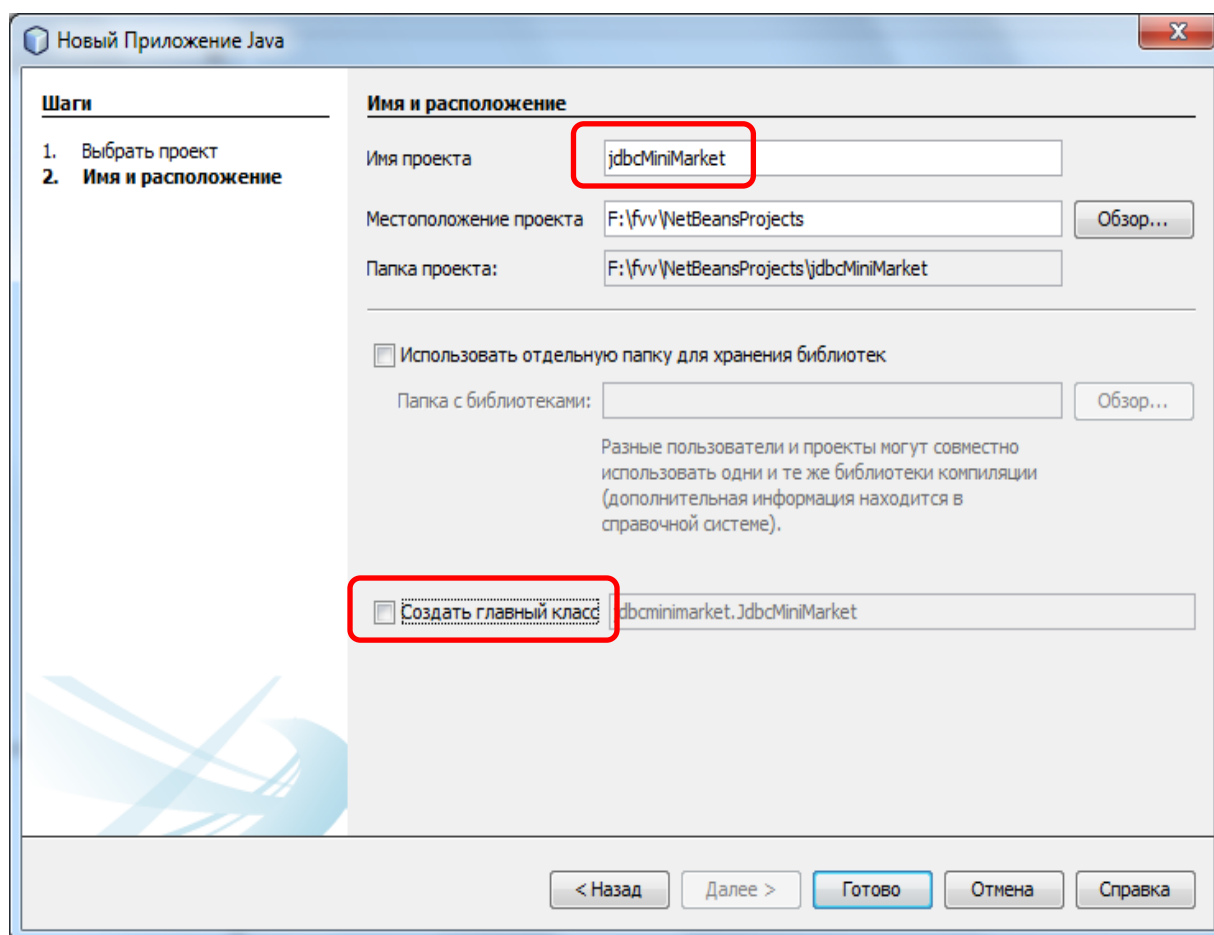 Новый Приложение Java
Шаги
1. Выбрать проект
2. Имя и расположение
Имя и расположение
Имя проекта jdbcMiniMarket
Местоположение проекта F:\fvv\NetBeansProjects Обзор...
Папка проекта: F:\fvv\NetBeansProjects\jdbcMiniMarket
Использовать отдельную папку для хранения библиотек
Папка с библиотеками: Обзор...
Разные пользователи и проекты могут совместно
использовать одни и те же библиотеки компиляции
(дополнительная информация находится в
справочной системе).
Создать главный класс jdbcminimarket.JdbcMiniMarket
< Назад Далее > Готово Отмена Справка